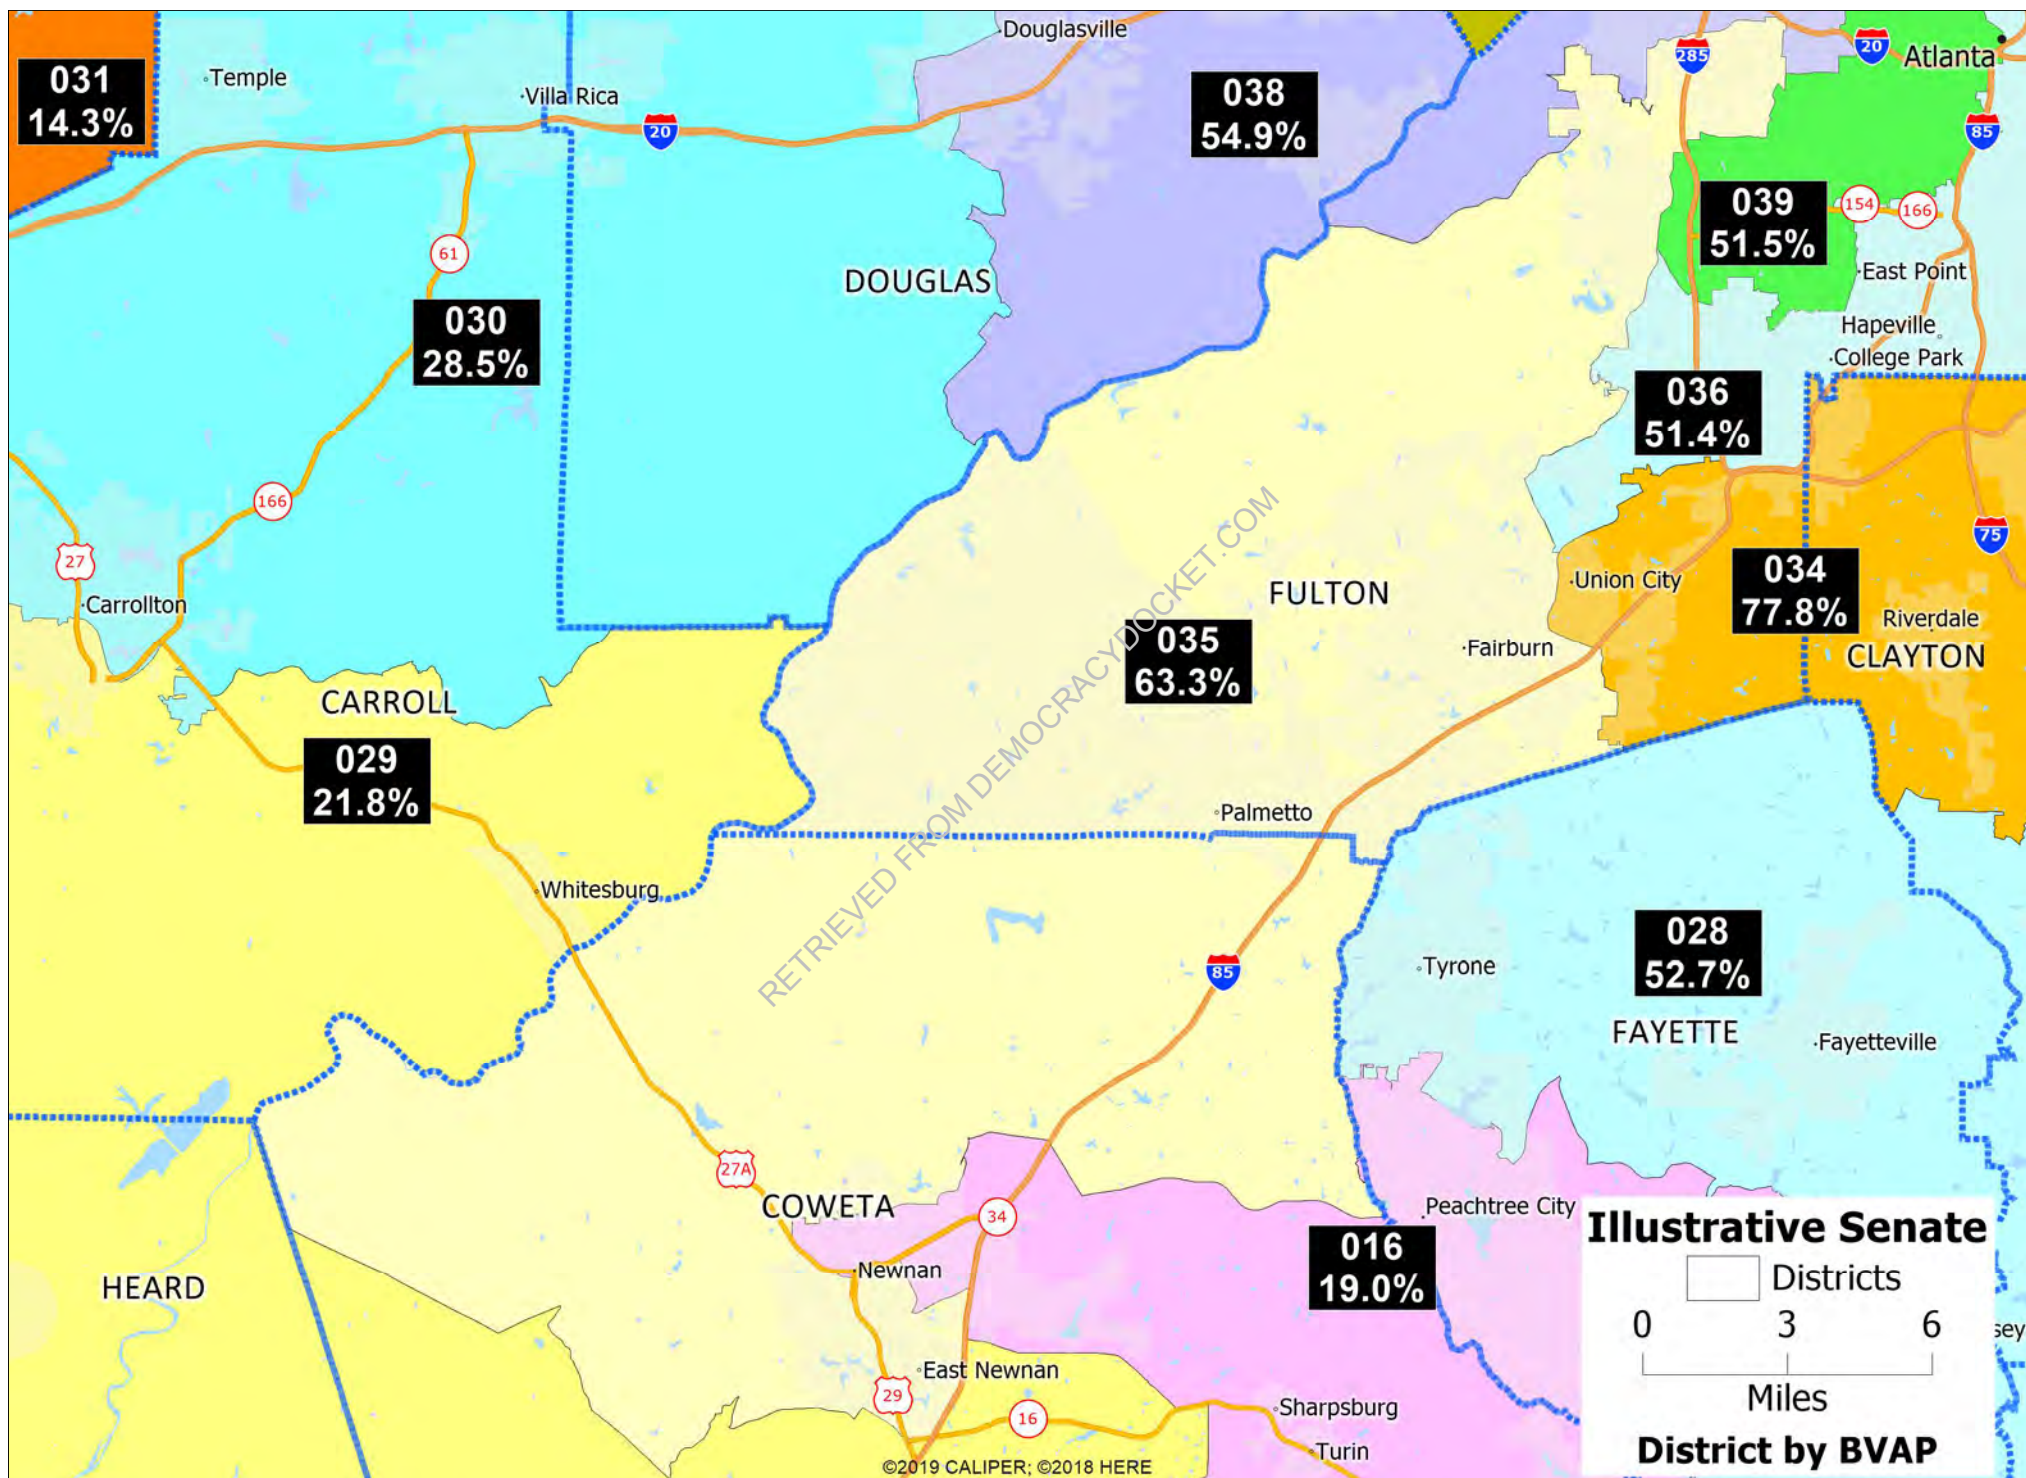 Douglasville
285
20
Atlanta
031
14.3%
Temple
Villa Rica
038
54.9%
20
85
039
51.5%
154
166
61
DOUGLAS
East Point
030
28.5%
Hapeville
College Park
036
51.4%
166
27
75
Carrollton
FULTON
Union City
034
77.8%
035
63.3%
Fairburn
Riverdale
CLAYTON
CARROLL
029
21.8%
Palmetto
RETRIEVED FROM DEMOCRACYDOCKET.COM
Whitesburg
028
52.7%
Tyrone
85
FAYETTE
Fayetteville
27A
COWETA
34
Peachtree City
016
19.0%
Newnan
HEARD
East Newnan
29
16
Sharpsburg
Turin
Illustrative Senate
Districts
0 3 6
sey
Miles
District by BVAP
©2019 CALIPER; ©2018 HERE